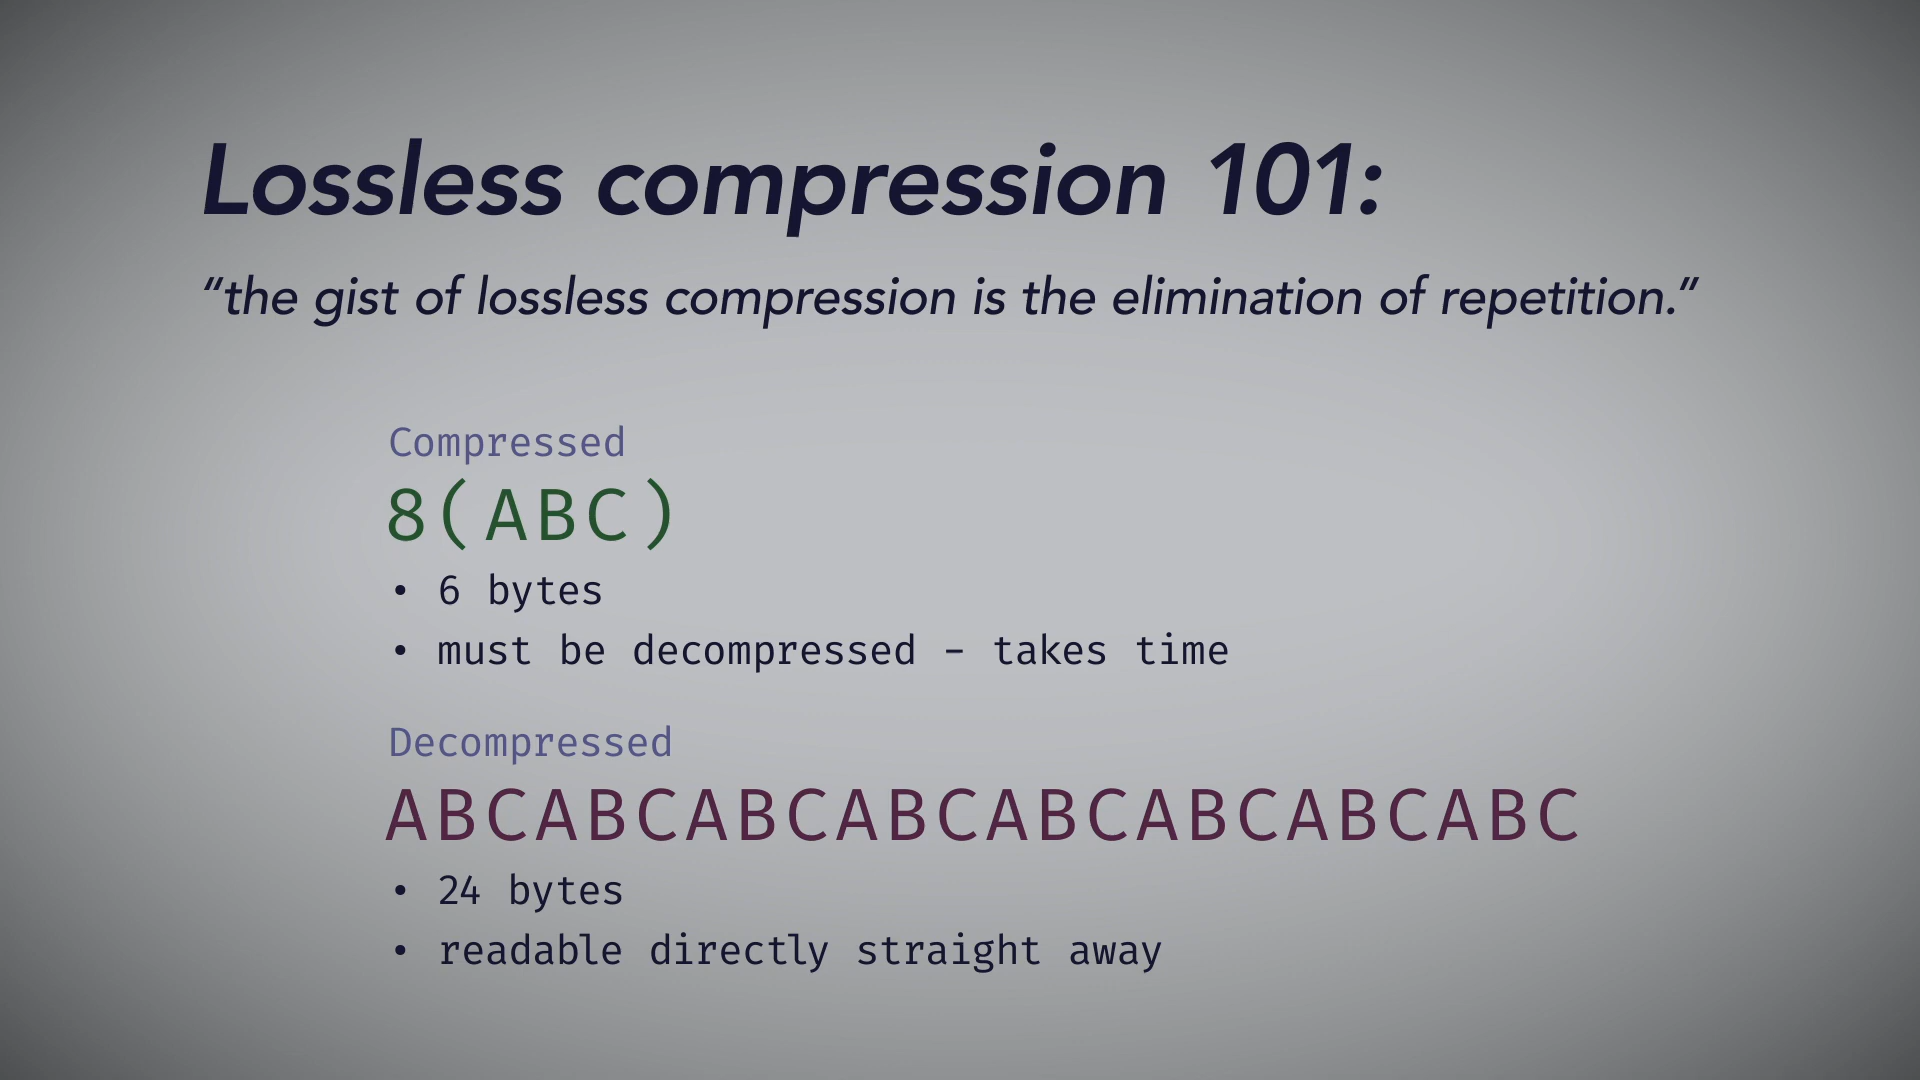 Lossless compression 101:
"the gist of lossless compression is the elimination of repetition."
Compressed
8(ABC)
• 6 bytes
• must be decompressed – takes time
Decompressed
ABCABCABCABCABCABCABCABC
• 24 bytes
• readable directly straight away